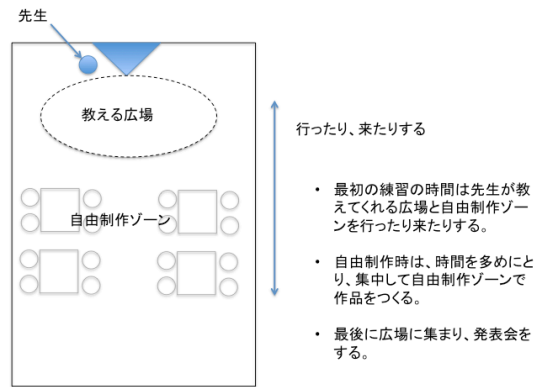 先生
教える広場
行ったり、来たりする
自由制作ゾーン
• 最初の練習の時間は先生が教
えてくれる広場と自由制作ゾー
ンを行ったり来たりする。
• 自由制作時は、時間を多めにと
り、集中して自由制作ゾーンで
作品をつくる。
• 最後に広場に集まり、発表会を
する。